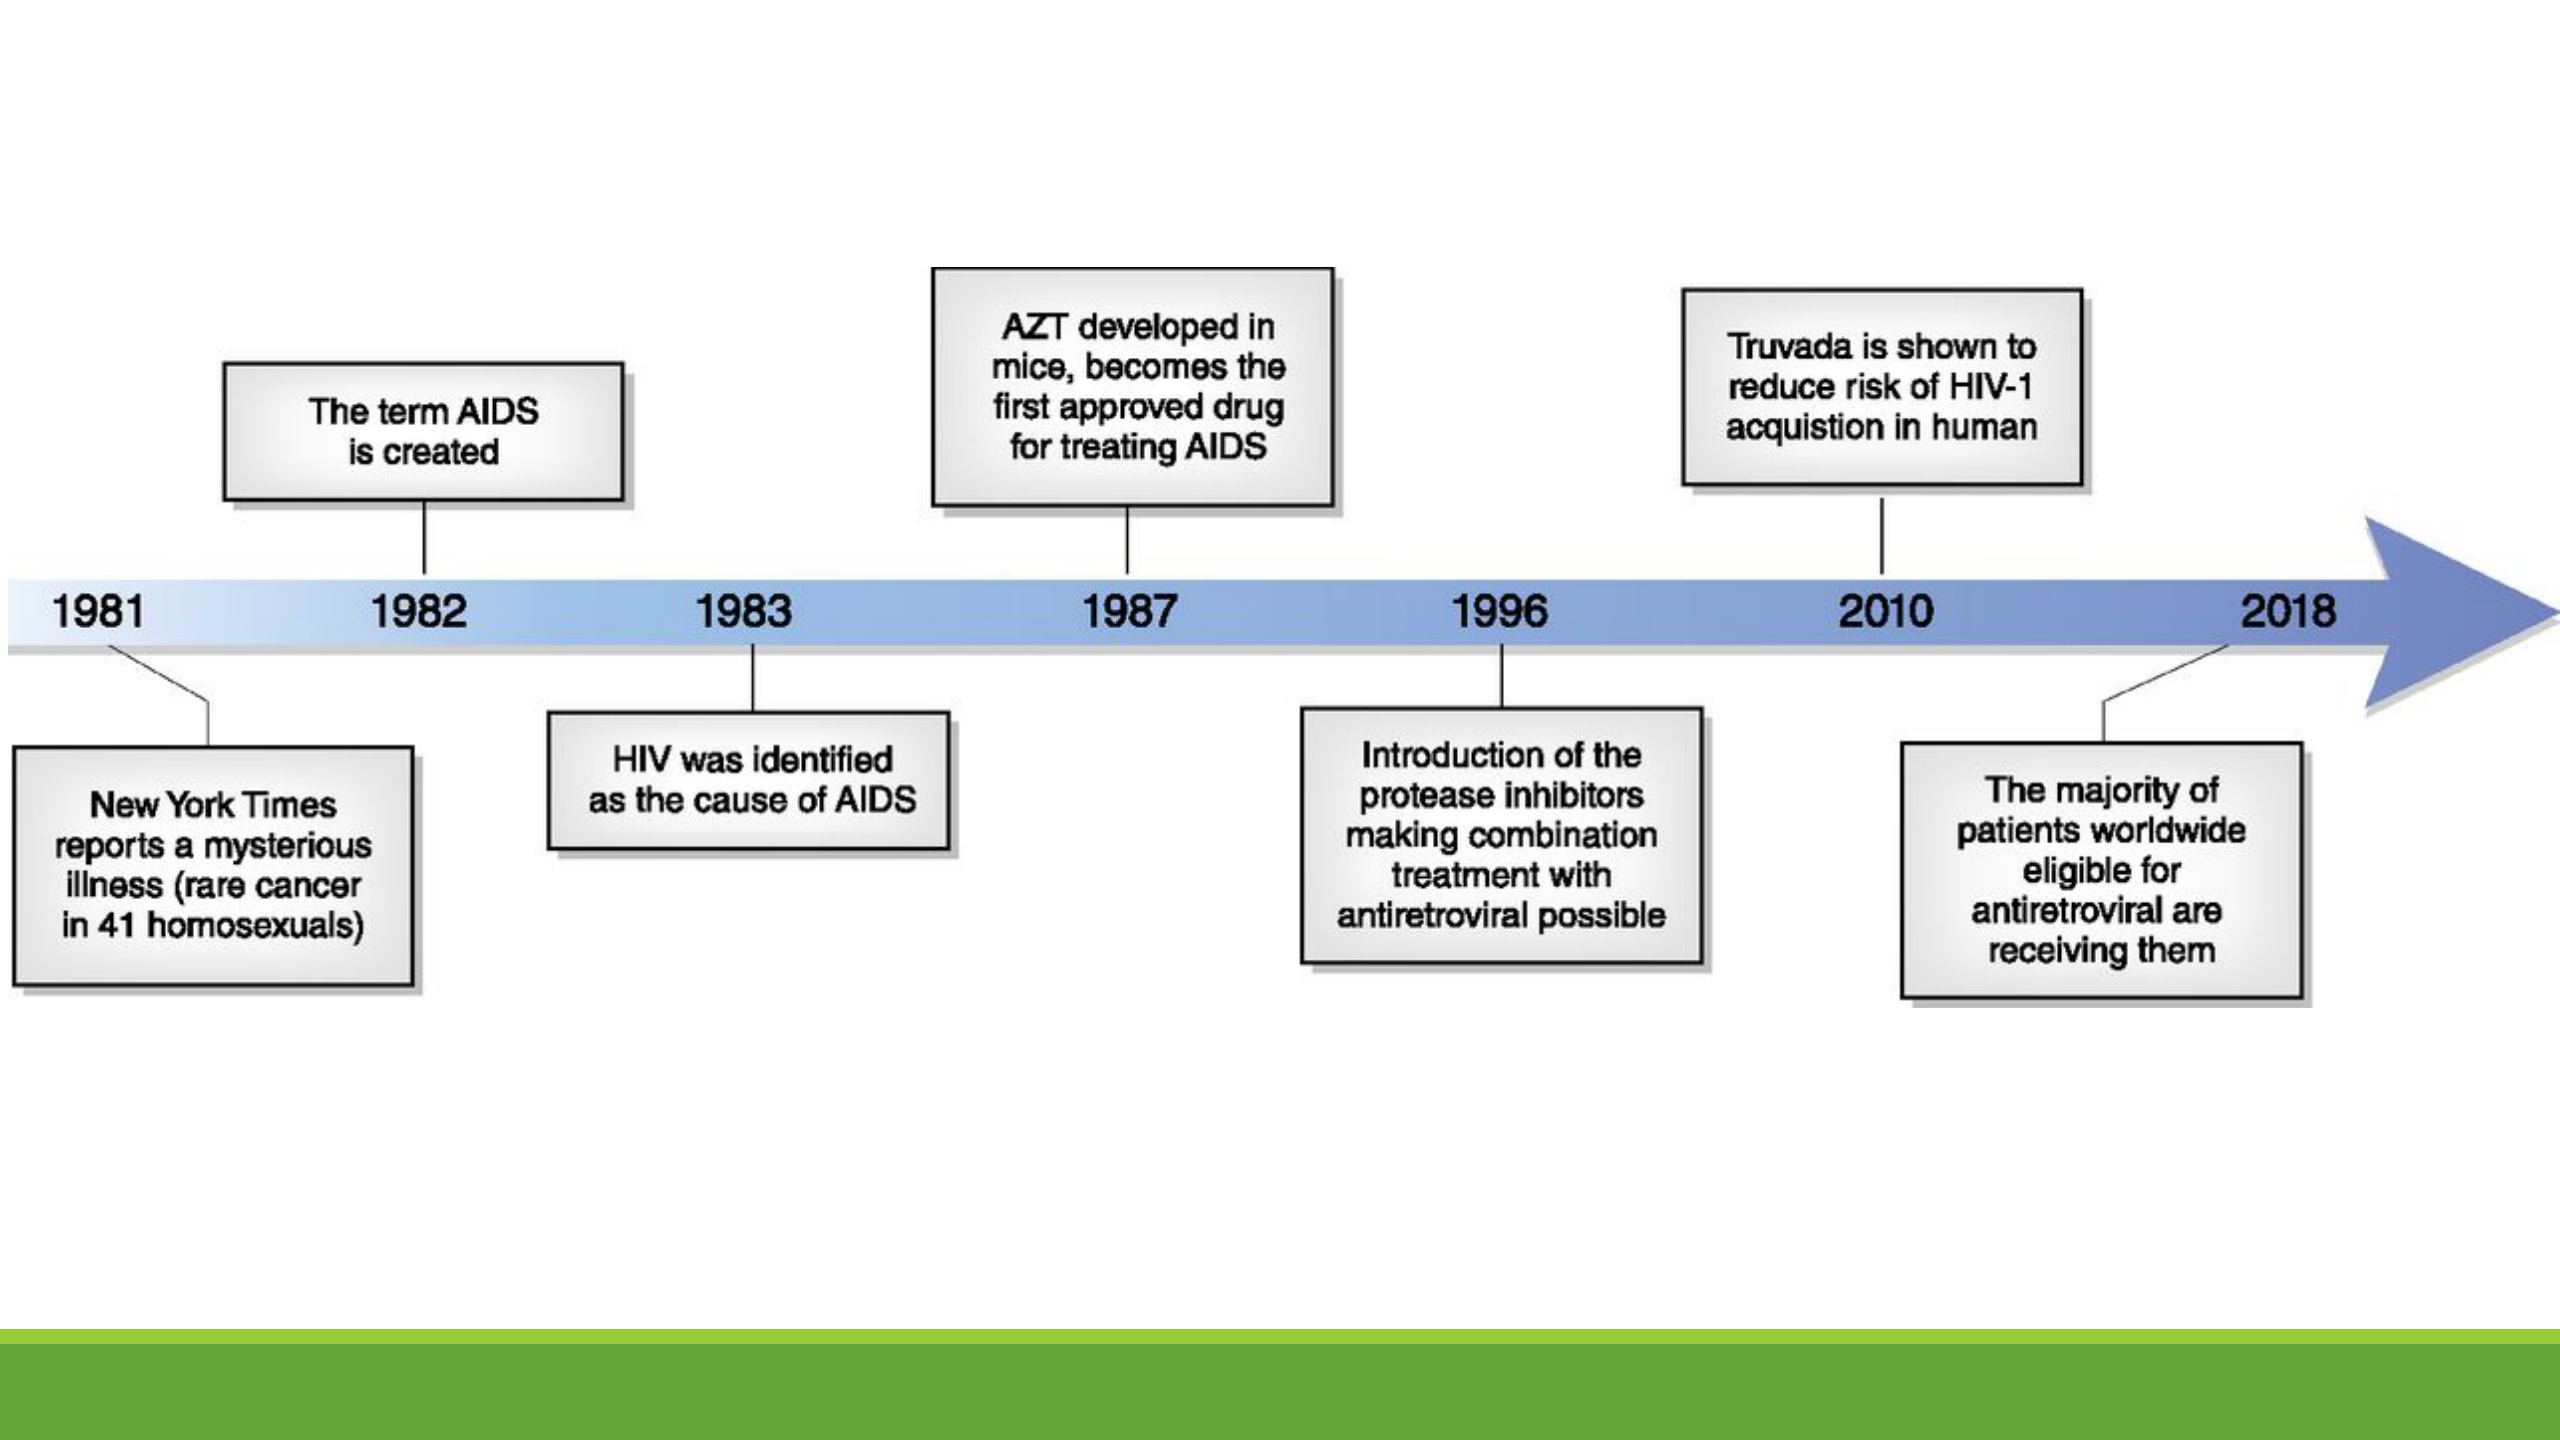 AZT developed in
mice, becomes the
first approved drug
for treating AIDS
Truvada is shown to
reduce risk of HIV-1
acquistion in human
The term AIDS
is created
1981 1982 1983 1987 1996 2010 2018
New York Times
reports a mysterious
illness (rare cancer
in 41 homosexuals)
HIV was identified
as the cause of AIDS
Introduction of the
protease inhibitors
making combination
treatment with
antiretroviral possible
The majority of
patients worldwide
eligible for
antiretroviral are
receiving them